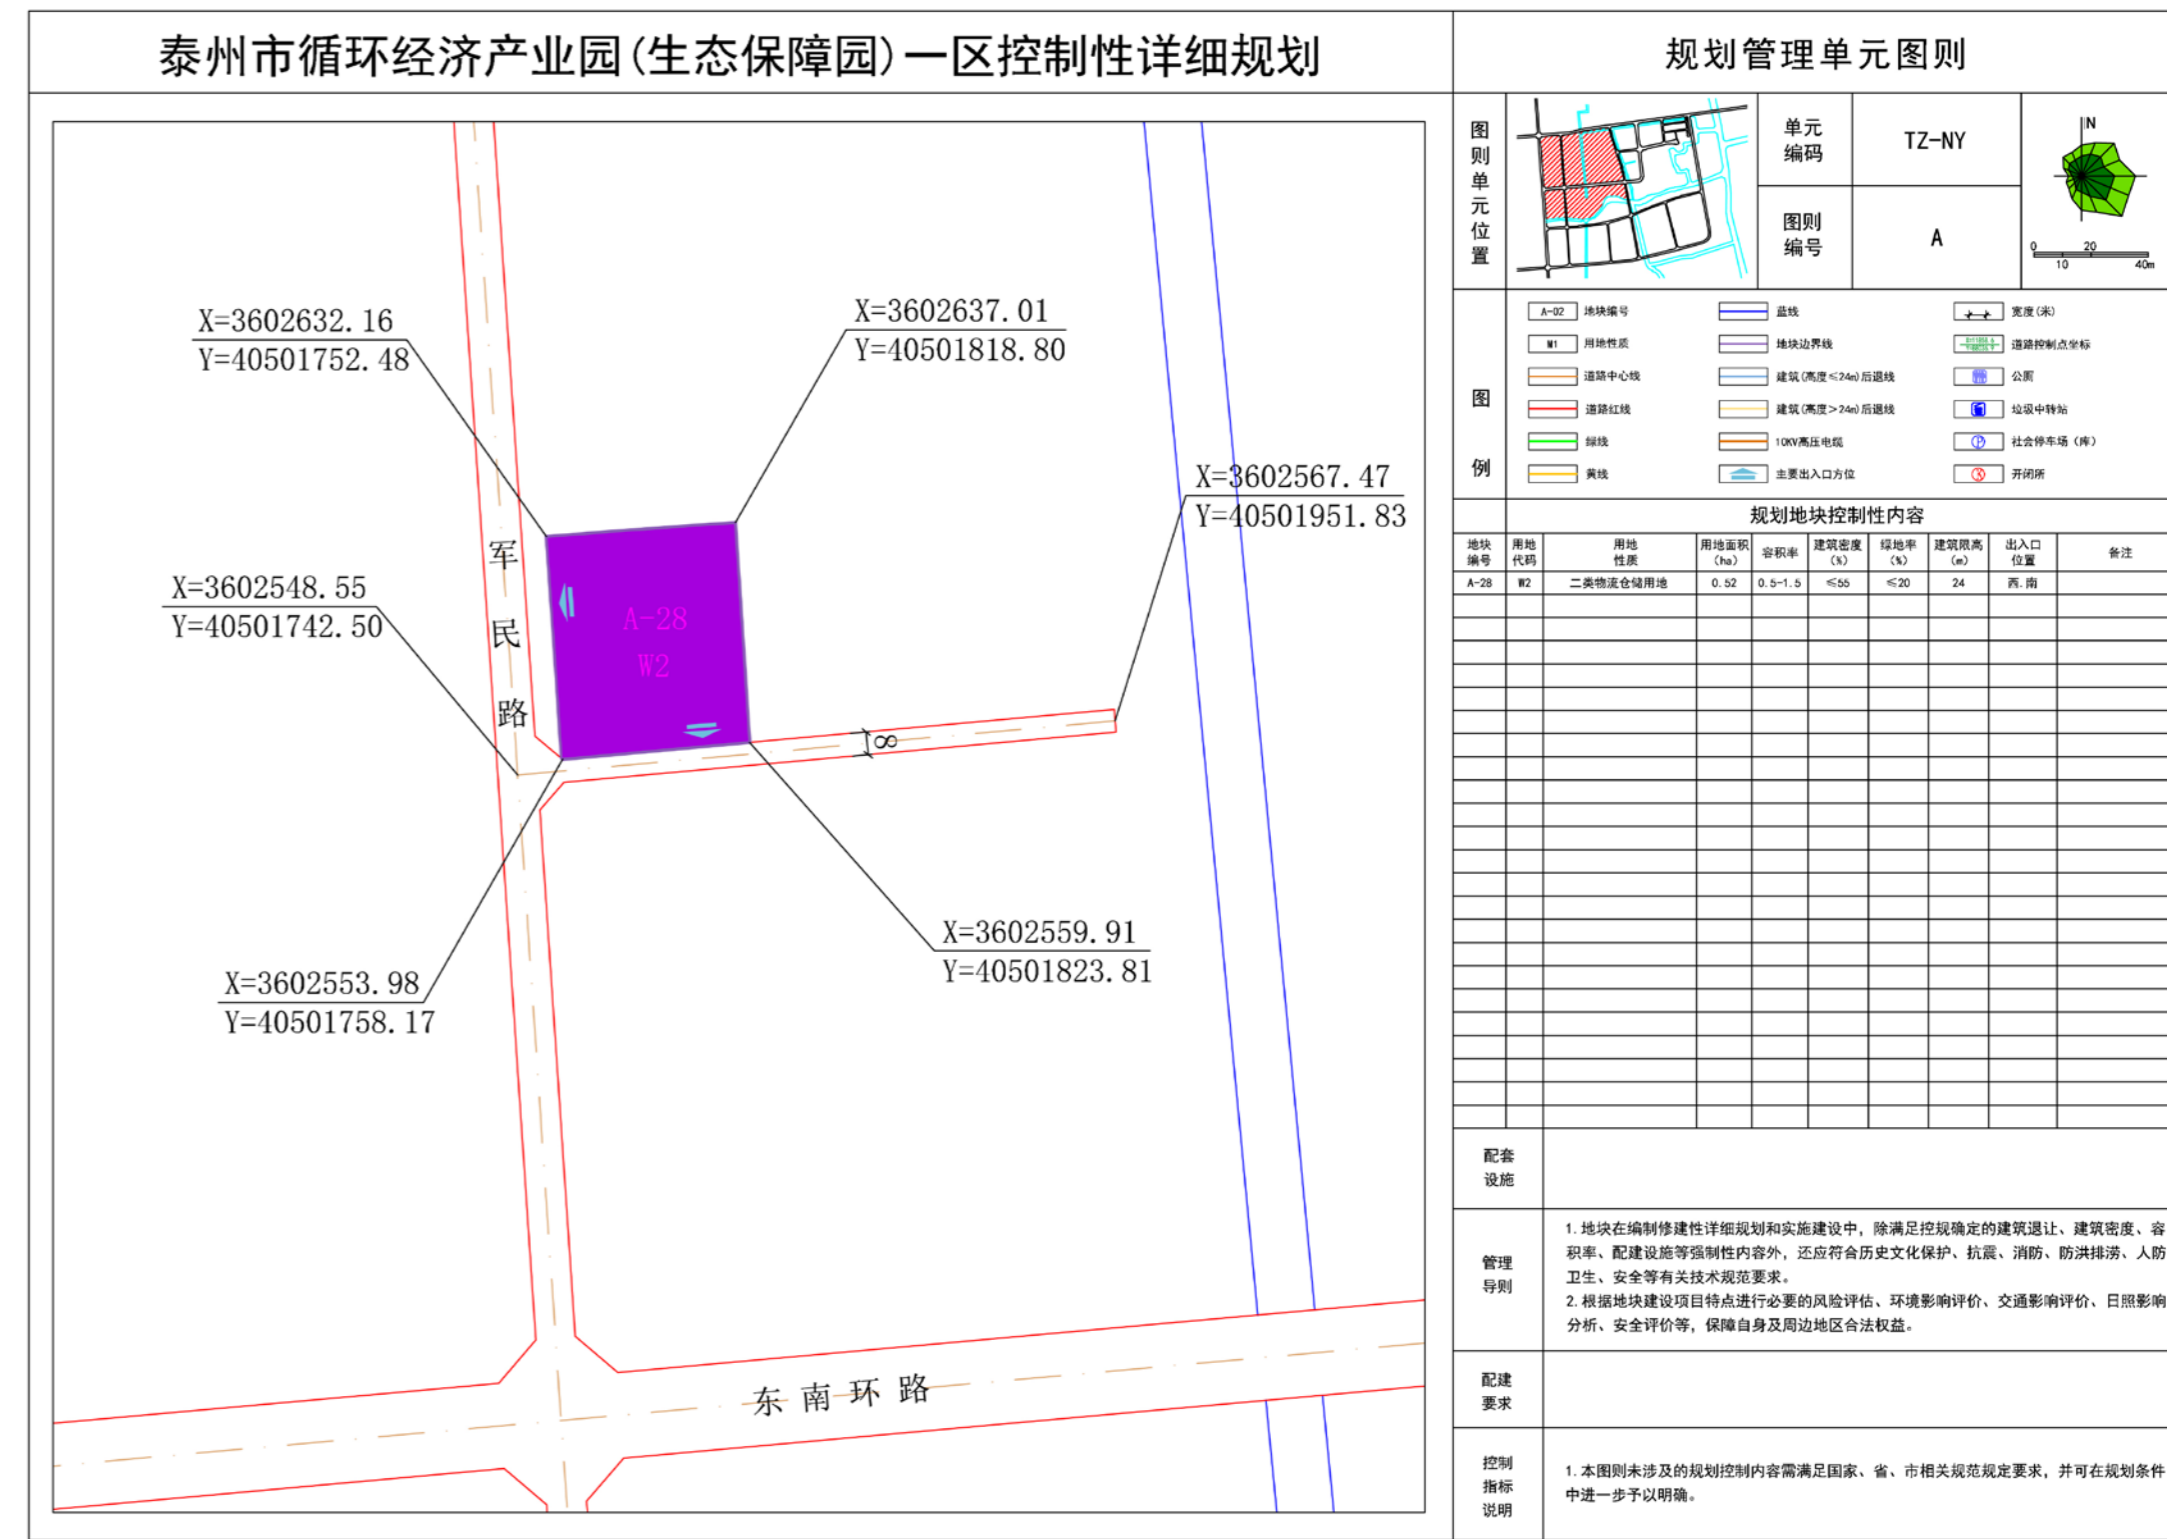 泰州市循环经济产业园(生态保障园)一区控制性详细规划
规划管理单元图则
X=3602632.16
Y=40501752.48
X=3602637.01
Y=40501818.80
X=3602567.47
Y=40501951.83
X=3602548.55
Y=40501742.50
军民路
A-28
W2
8
X=3602559.91
Y=40501823.81
X=3602553.98
Y=40501758.17
东南环路
图则单元位置
单元
编码
TZ-NY
图则
编号
A
N
0 20
10 40m
图例
A-02 地块编号
蓝线
宽度(米)
M1 用地性质
地块边界线
道路控制点坐标
道路中心线
建筑(高度≤24m)后退线
公厕
道路红线
建筑(高度>24m)后退线
垃圾中转站
绿线
10KV高压电缆
P 社会停车场（库）
黄线
主要出入口方位
开闭所
规划地块控制性内容
地块编号 用地代码 用地性质 用地面积(ha) 容积率 建筑密度(%) 绿地率(%) 建筑限高(m) 出入口位置 备注
A-28 W2 二类物流仓储用地 0.52 0.5-1.5 ≤55 ≤20 24 西.南
配套
设施
管理
导则
1.地块在编制修建性详细规划和实施建设中，除满足控规确定的建筑退让、建筑密度、容
积率、配建设施等强制性内容外，还应符合历史文化保护、抗震、消防、防洪排涝、人防
卫生、安全等有关技术规范要求。
2.根据地块建设项目特点进行必要的风险评估、环境影响评价、交通影响评价、日照影响
分析、安全评价等，保障自身及周边地区合法权益。
配建
要求
控制
指标
说明
1.本图则未涉及的规划控制内容需满足国家、省、市相关规范规定要求，并可在规划条件
中进一步予以明确。